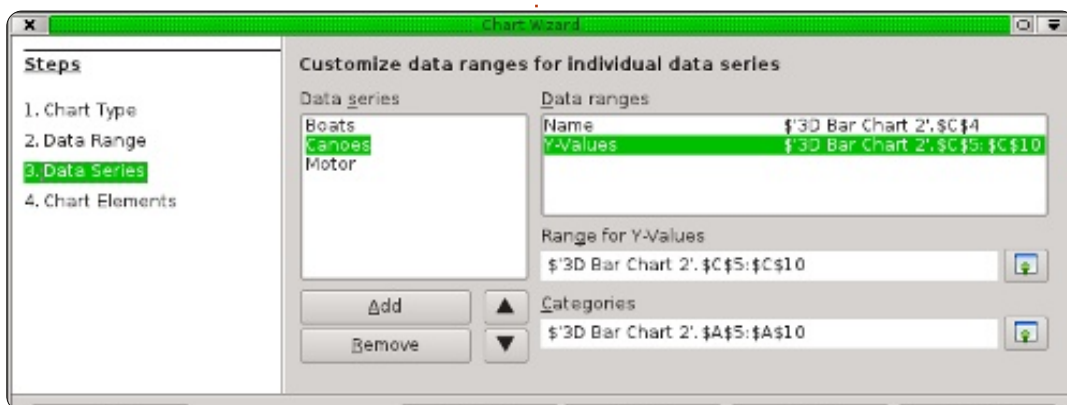 Chart Wizard
Steps
1. Chart Type
2. Data Range
3. Data Series
4. Chart Elements
Customize data ranges for individual data series
Data series
Boats
Canoes
Motor
Add
Remove
Data ranges
Name $'3D Bar Chart 2'.$C$4
Y-Values $'3D Bar Chart 2'.$C$5:$C$10
Range for Y-Values
$'3D Bar Chart 2'.$C$5:$C$10
Categories
$'3D Bar Chart 2'.$A$5:$A$10